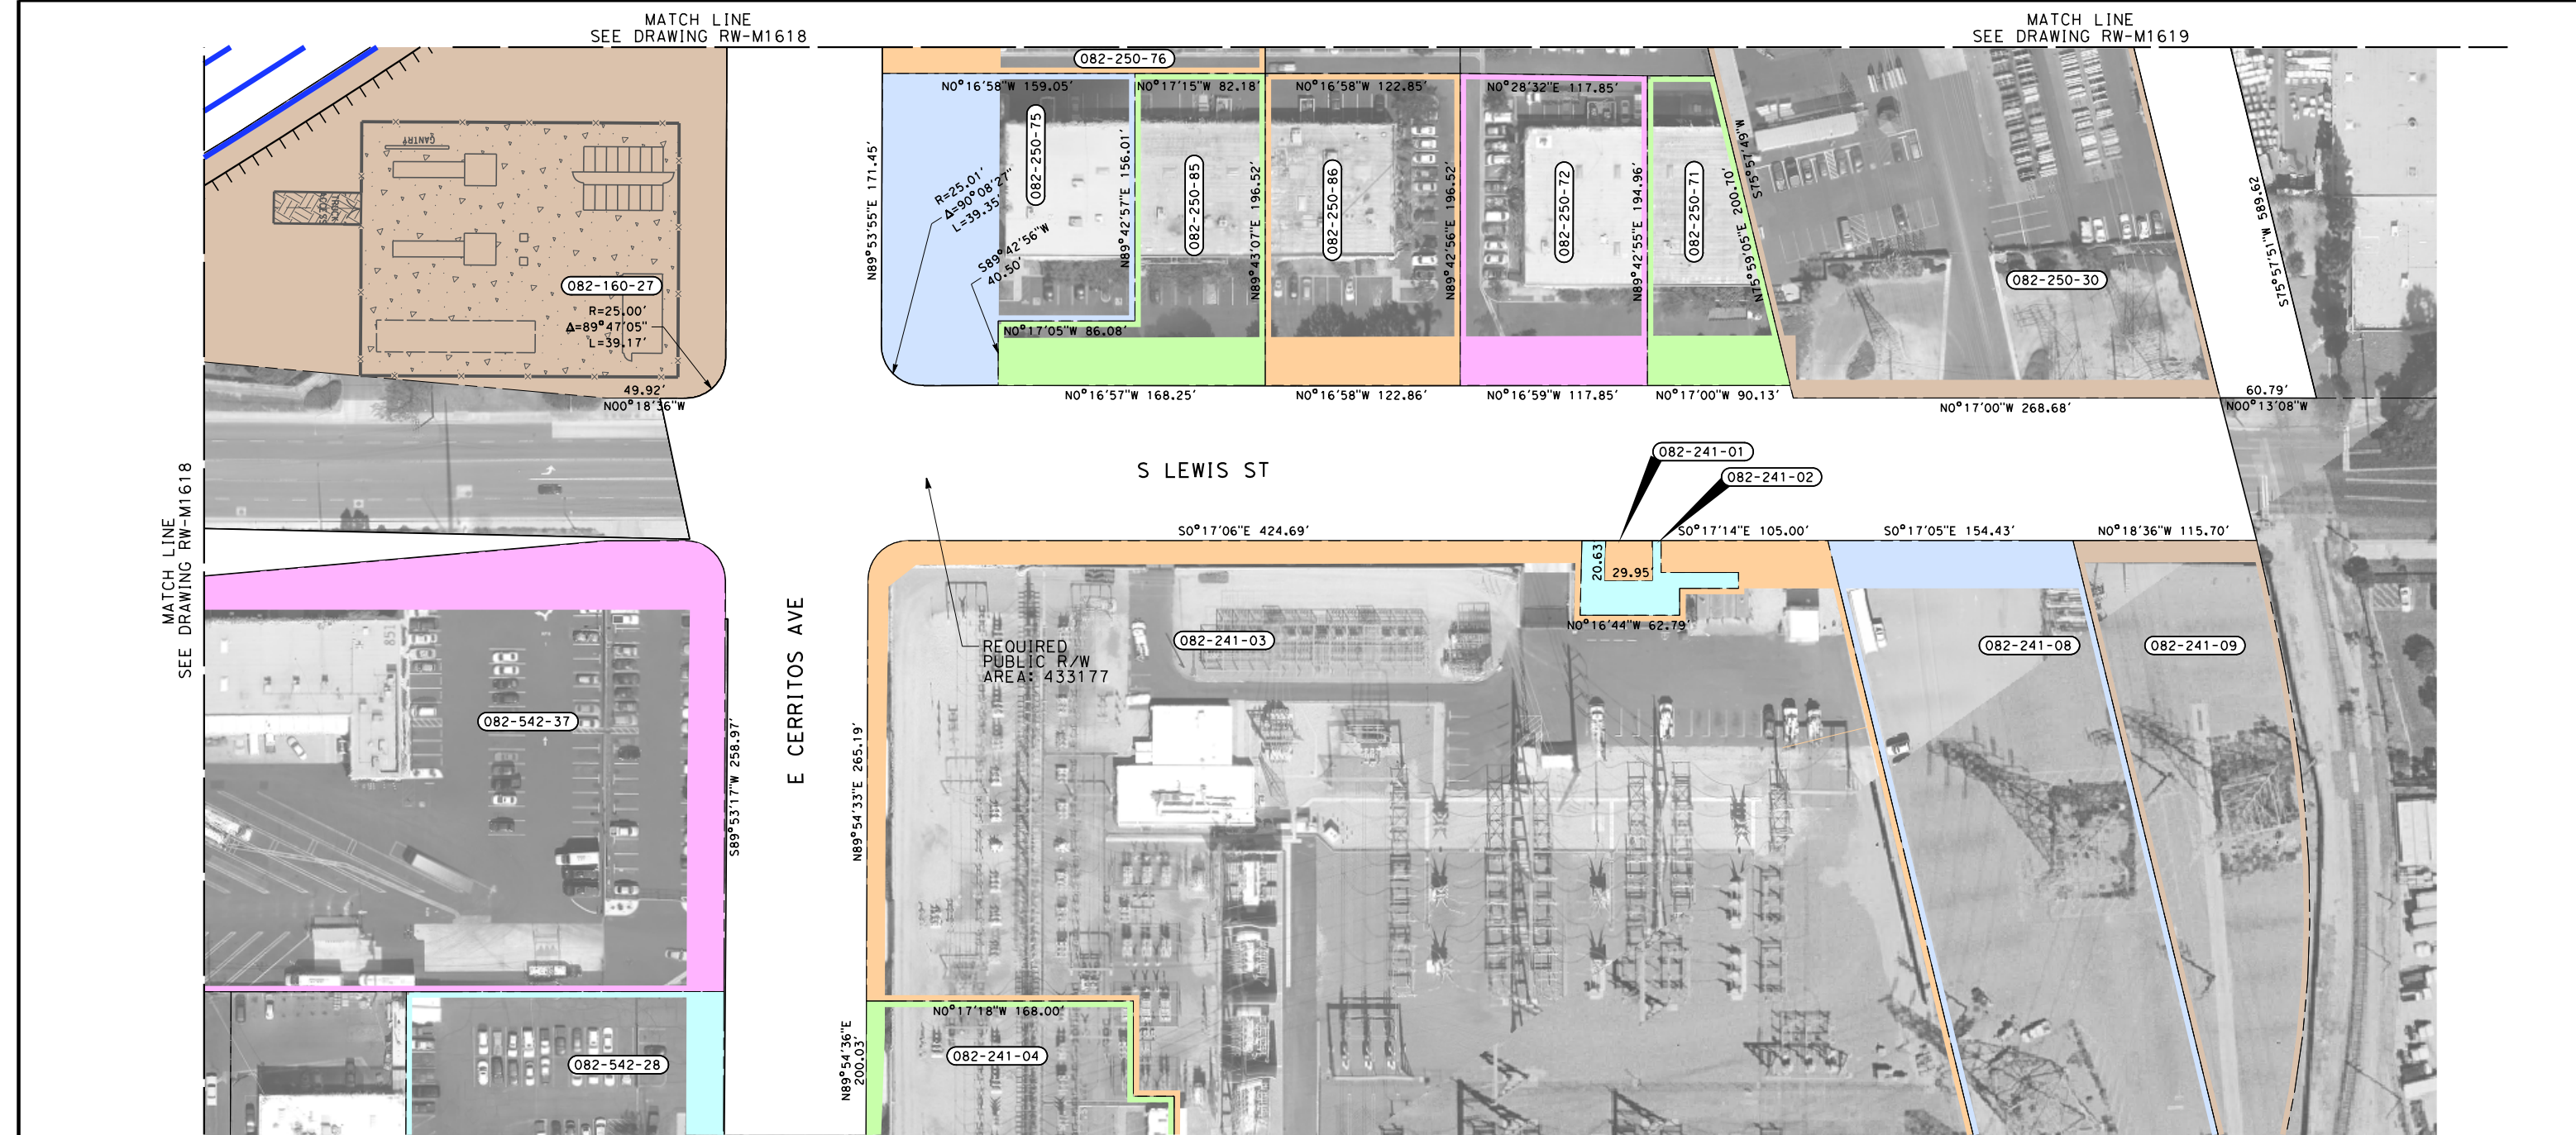 MATCH LINE
SEE DRAWING RW-M1618
MATCH LINE
SEE DRAWING RW-M1619
082-250-76
N0°16'58"W 159.05'
N0°17'15"W 82.18'
N0°16'58"W 122.85'
N0°28'32"E 117.85'
GANTRY
TRUCK
ACCESS
082-160-27
R=25.00'
Δ=89°47'05"
L=39.17'
49.92'
N00°18'36"W
N89°53'55"E 171.45'
R=25.01'
Δ=90°08'27"
L=39.35'
S89°42'56"W
40.50'
082-250-75
N89°42'57"E 156.01'
082-250-85
N89°43'07"E 196.52'
082-250-86
N89°42'56"E 196.52'
082-250-72
N89°42'55"E 194.96'
082-250-71
N75°59'05"E 200.70'
S75°57'49"W
082-250-30
S75°57'51"W 589.62
N0°17'05"W 86.08'
N0°16'57"W 168.25'
N0°16'58"W 122.86'
N0°16'59"W 117.85'
N0°17'00"W 90.13'
N0°17'00"W 268.68'
60.79'
N00°13'08"W
MATCH LINE
SEE DRAWING RW-M1618
S LEWIS ST
082-241-01
082-241-02
S0°17'06"E 424.69'
S0°17'14"E 105.00'
S0°17'05"E 154.43'
N0°18'36"W 115.70'
20.63
29.95'
N0°16'44"W 62.79'
E CERRITOS AVE
REQUIRED
PUBLIC R/W
AREA: 433177
082-241-03
082-241-08
082-241-09
851
082-542-37
S89°53'17"W 258.97'
N89°54'33"E 265.19'
N0°17'18"W 168.00'
082-241-04
N89°54'36"E
200.03'
082-542-28